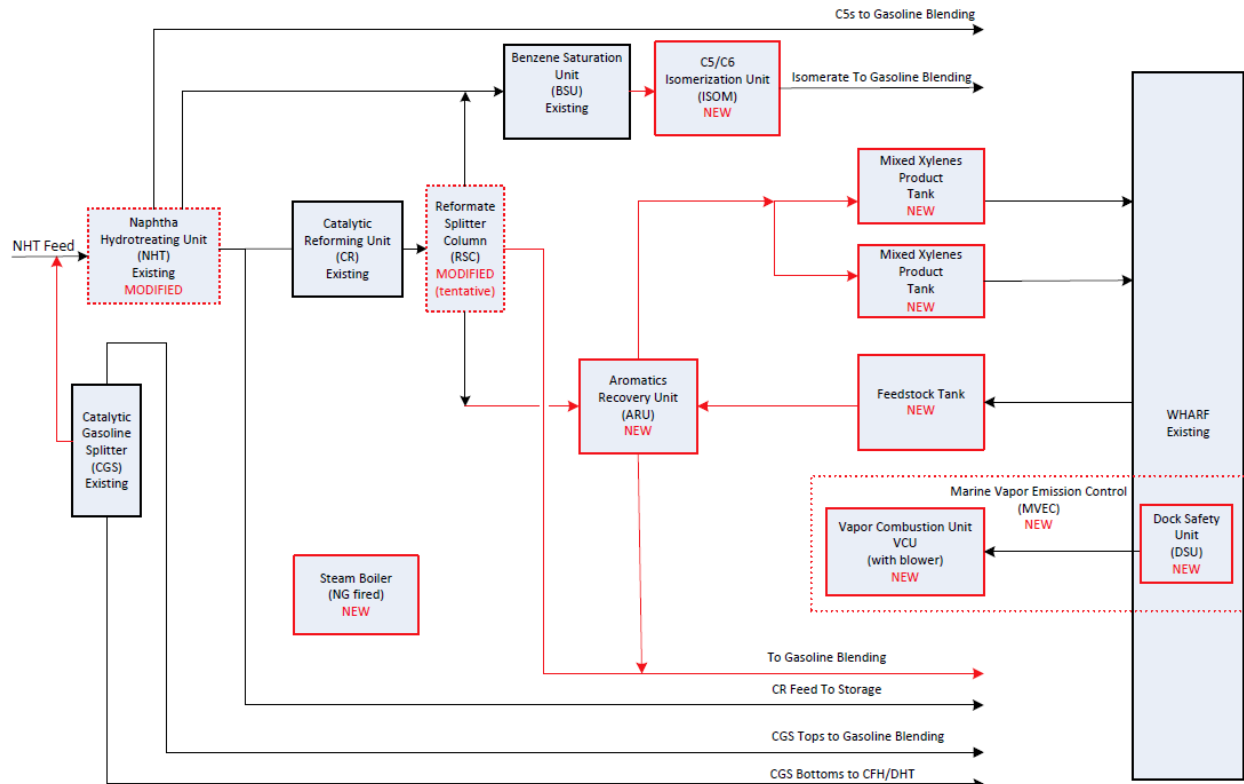 C5s to Gasoline Blending
Benzene Saturation
Unit
(BSU)
Existing
C5/C6
Isomerization Unit
(ISOM)
NEW
Isomerate To Gasoline Blending
Mixed Xylenes
Product
Tank
NEW
NHT Feed
Naphtha
Hydrotreating Unit
(NHT)
Existing
MODIFIED
Catalytic
Reforming Unit
(CR)
Existing
Reformate
Splitter
Column
(RSC)
MODIFIED
(tentative)
Mixed Xylenes
Product
Tank
NEW
Catalytic
Gasoline
Splitter
(CGS)
Existing
Aromatics
Recovery Unit
(ARU)
NEW
Feedstock Tank
NEW
WHARF
Existing
Marine Vapor Emission Control
(MVEC)
NEW
Vapor Combustion Unit
VCU
(with blower)
NEW
Dock Safety
Unit
(DSU)
NEW
Steam Boiler
(NG fired)
NEW
To Gasoline Blending
CR Feed To Storage
CGS Tops to Gasoline Blending
CGS Bottoms to CFH/DHT